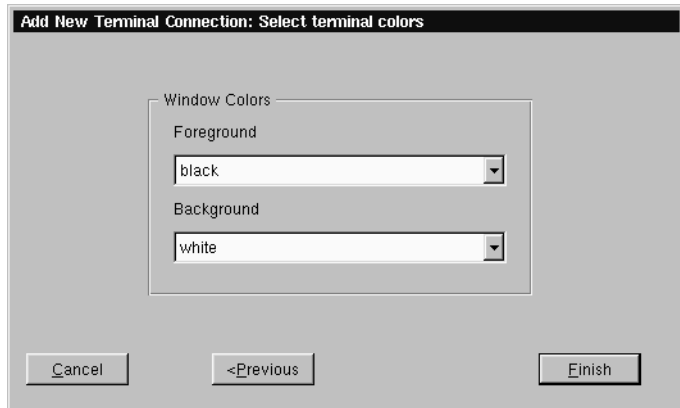 Add New Terminal Connection: Select terminal colors
Window Colors
Foreground
black
Background
white
Cancel
<Previous
Finish